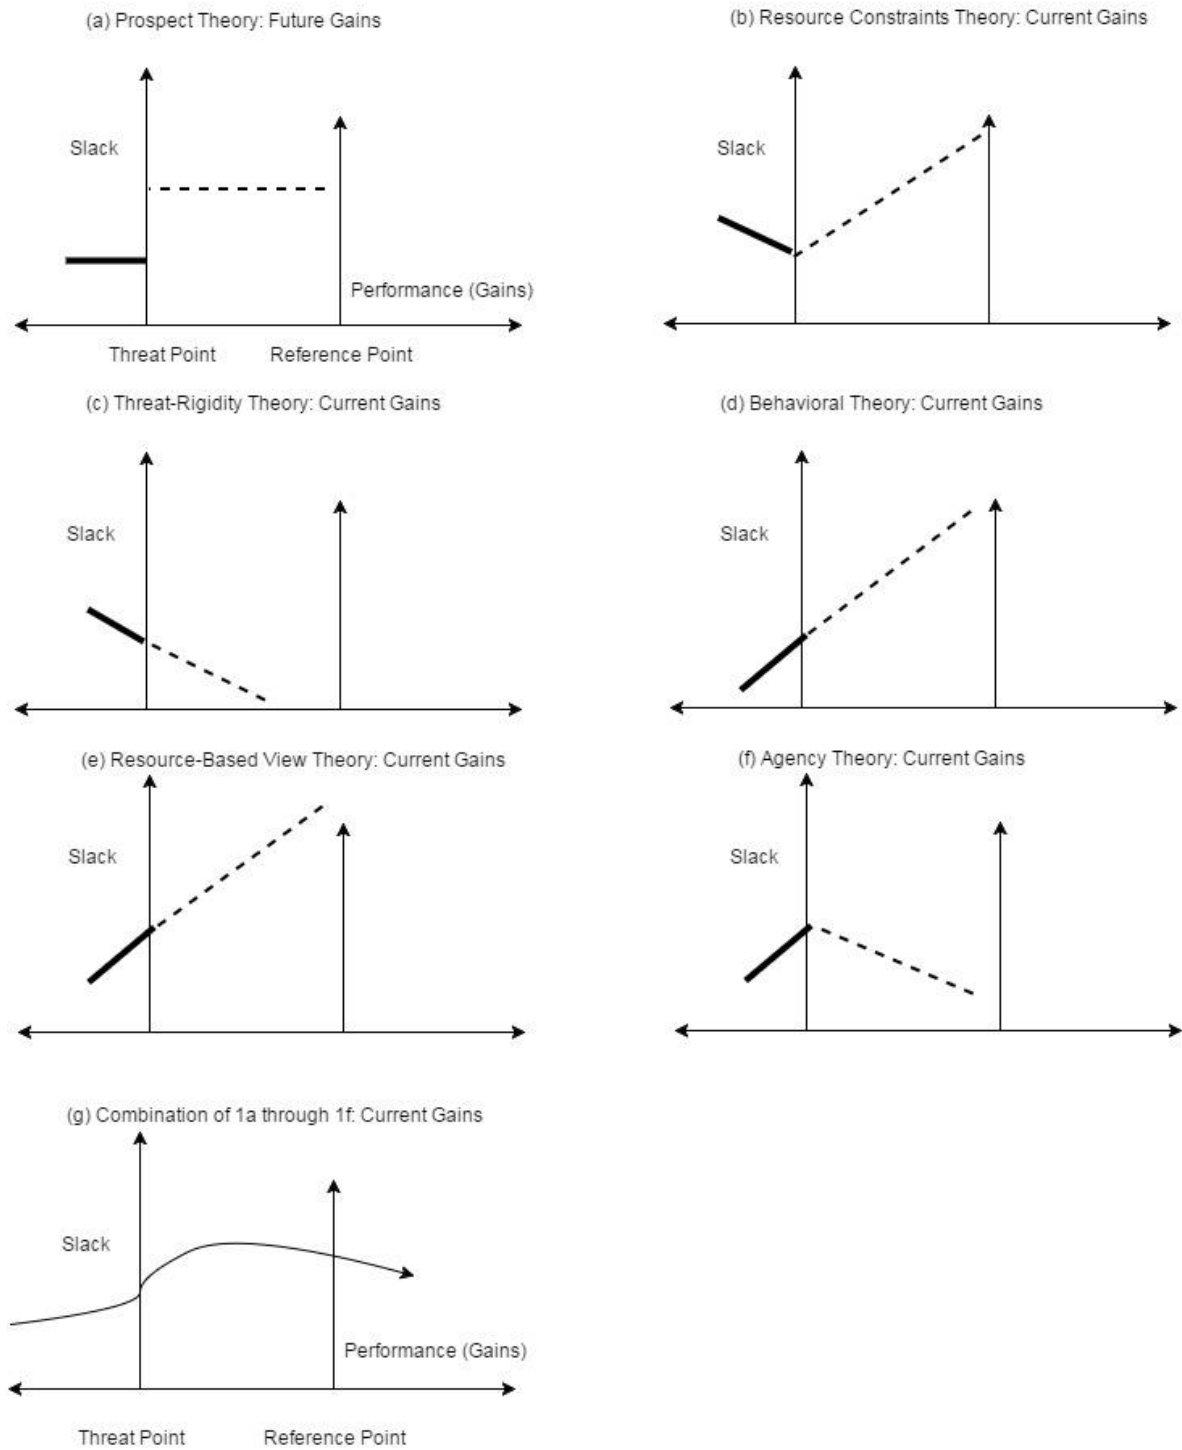 (a) Prospect Theory: Future Gains
Slack
Performance (Gains)
Threat Point
Reference Point
(b) Resource Constraints Theory: Current Gains
Slack
(c) Threat-Rigidity Theory: Current Gains
Slack
(d) Behavioral Theory: Current Gains
Slack
(e) Resource-Based View Theory: Current Gains
Slack
(f) Agency Theory: Current Gains
Slack
(g) Combination of 1a through 1f: Current Gains
Slack
Performance (Gains)
Threat Point
Reference Point